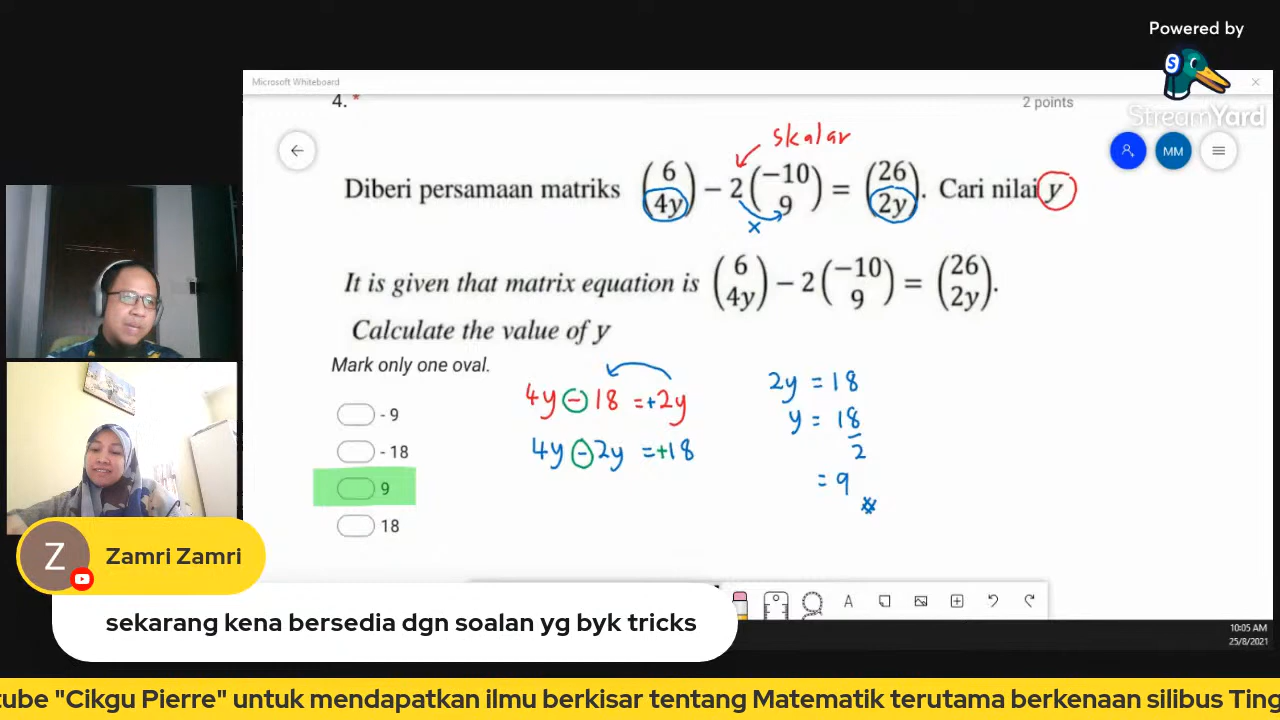 Powered by
StreamYard
Microsoft Whiteboard
4. *
2 points
MM
skalar
Diberi persamaan matriks (6 4y) − 2 (−10 9) = (26 2y). Cari nilai y
x
It is given that matrix equation is (6 4y) − 2 (−10 9) = (26 2y).
Calculate the value of y
Mark only one oval.
- 9
- 18
9
18
4y − 18 = +2y
4y − 2y = +18
2y = 18
y = 18
2
= 9
A
10:05 AM
25/8/2021
Z
Zamri Zamri
sekarang kena bersedia dgn soalan yg byk tricks
tube "Cikgu Pierre" untuk mendapatkan ilmu berkisar tentang Matematik terutama berkenaan silibus Ting